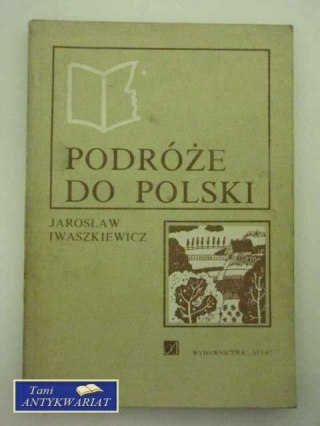 PODRÓŻE
DO POLSKI
JAROSŁAW
IWASZKIEWICZ
WYDAWNICTWA „ALFA”
Tani
ANTYKWARIAT